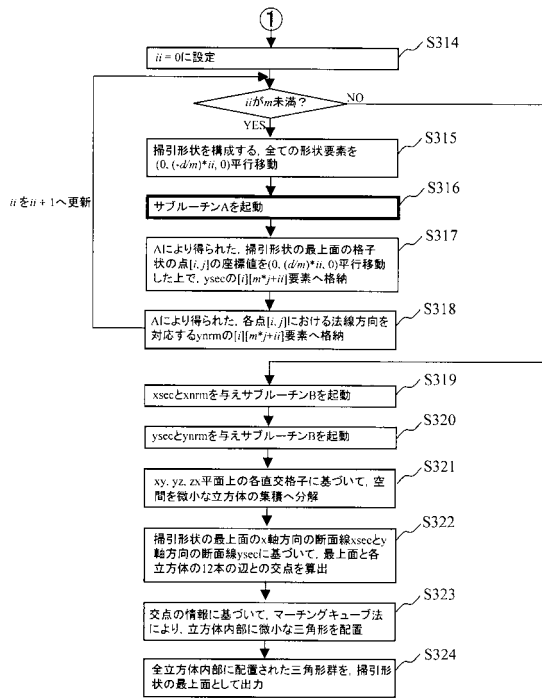 ①
S314
ii = 0に設定
iiがm未満？
NO
YES
S315
掃引形状を構成する, 全ての形状要素を
(0, (-d/m)*ii, 0)平行移動
S316
サブルーチンAを起動
iiをii + 1へ更新
S317
Aにより得られた, 掃引形状の最上面の格子
状の点[i, j]の座標値を(0, (d/m)*ii, 0)平行移動
した上で, ysecの[i][m*j+ii]要素へ格納
S318
Aにより得られた, 各点[i, j]における法線方向を
対応するynrmの[i][m*j+ii]要素へ格納
S319
xsecとxnrmを与えサブルーチンBを起動
S320
ysecとynrmを与えサブルーチンBを起動
S321
xy, yz, zx平面上の各直交格子に基づいて, 空
間を微小な立方体の集積へ分解
S322
掃引形状の最上面のx軸方向の断面線xsecとy
軸方向の断面線ysecに基づいて, 最上面と各
立方体の12本の辺との交点を算出
S323
交点の情報に基づいて, マーチングキューブ法
により, 立方体内部に微小な三角形を配置
S324
全立方体内部に配置された三角形群を, 掃引形
状の最上面として出力